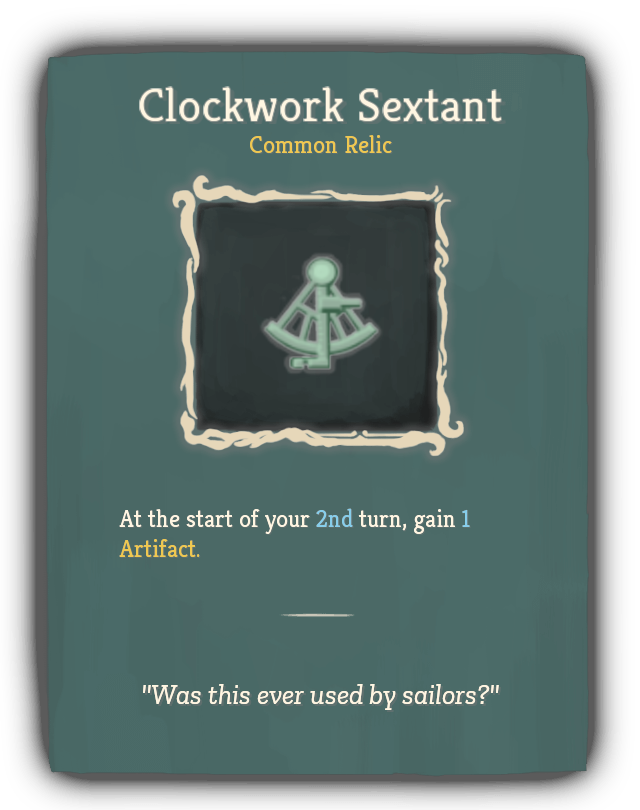 Clockwork Sextant
Common Relic
At the start of your 2nd turn, gain 1
Artifact.
"Was this ever used by sailors?"